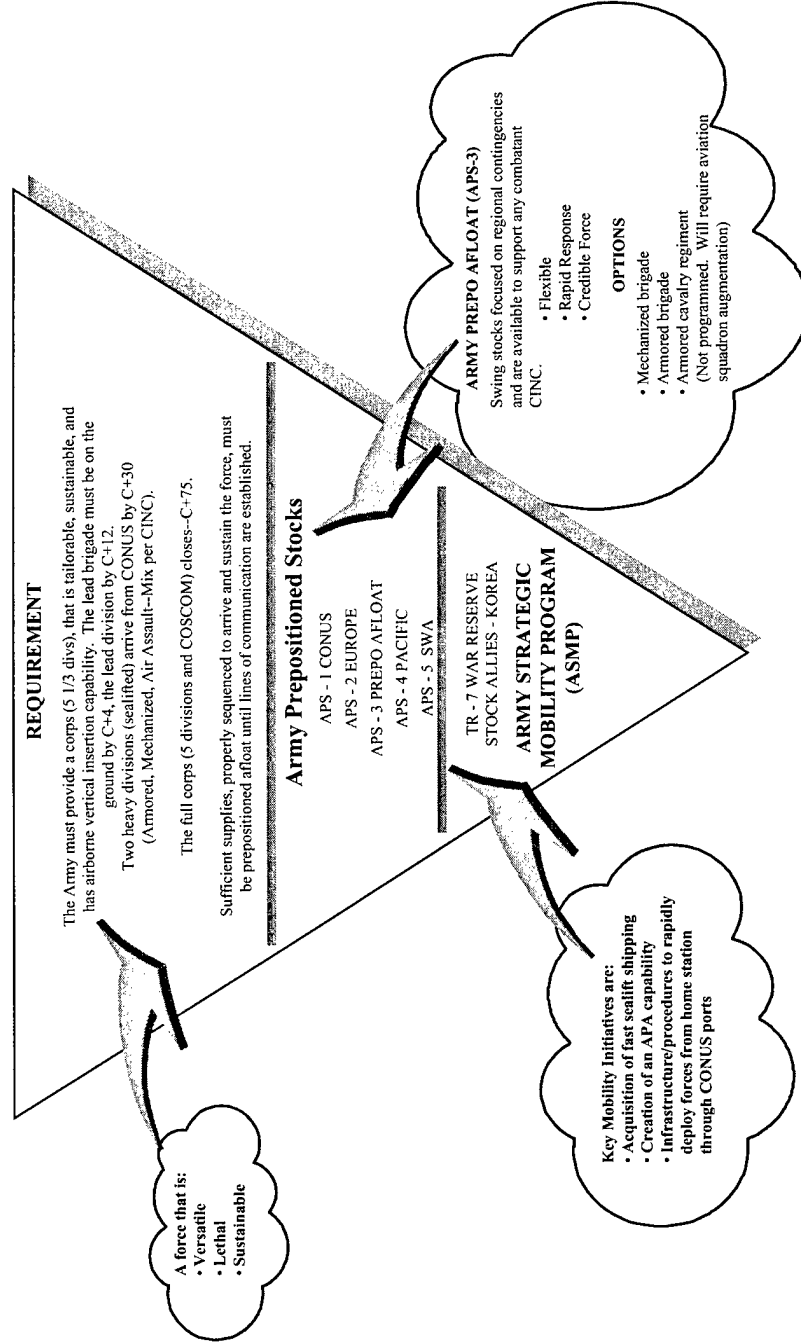 REQUIREMENT
The Army must provide a corps (5 1/3 divs), that is tailorable, sustainable, and
has airborne vertical insertion capability. The lead brigade must be on the
ground by C+4, the lead division by C+12.
Two heavy divisions (sealifted) arrive from CONUS by C+30
(Armored, Mechanized, Air Assault--Mix per CINC).
The full corps (5 divisions and COSCOM) closes--C+75.
Sufficient supplies, properly sequenced to arrive and sustain the force, must
be prepositioned afloat until lines of communication are established.
A force that is:
• Versatile
• Lethal
• Sustainable
Army Prepositioned Stocks
APS - 1 CONUS
APS - 2 EUROPE
APS - 3 PREPO AFLOAT
APS - 4 PACIFIC
APS - 5 SWA
ARMY PREPO AFLOAT (APS-3)
Swing stocks focused on regional contingencies
and are available to support any combatant
CINC.
• Flexible
• Rapid Response
• Credible Force
OPTIONS
• Mechanized brigade
• Armored brigade
• Armored cavalry regiment
(Not programmed. Will require aviation
squadron augmentation)
TR - 7 WAR RESERVE
STOCK ALLIES - KOREA
ARMY STRATEGIC
MOBILITY PROGRAM
(ASMP)
Key Mobility Initiatives are:
• Acquisition of fast sealift shipping
• Creation of an APA capability
• Infrastructure/procedures to rapidly
deploy forces from home station
through CONUS ports